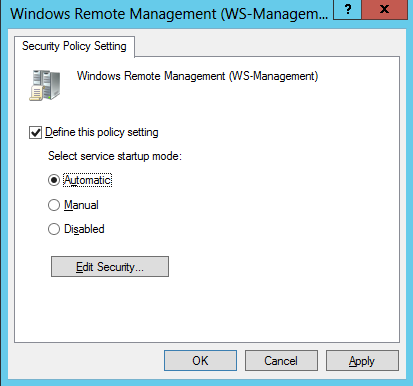 Windows Remote Management (WS-Managem...
?
x
Security Policy Setting
Windows Remote Management (WS-Management)
Define this policy setting
Select service startup mode:
Automatic
Manual
Disabled
Edit Security...
OK
Cancel
Apply